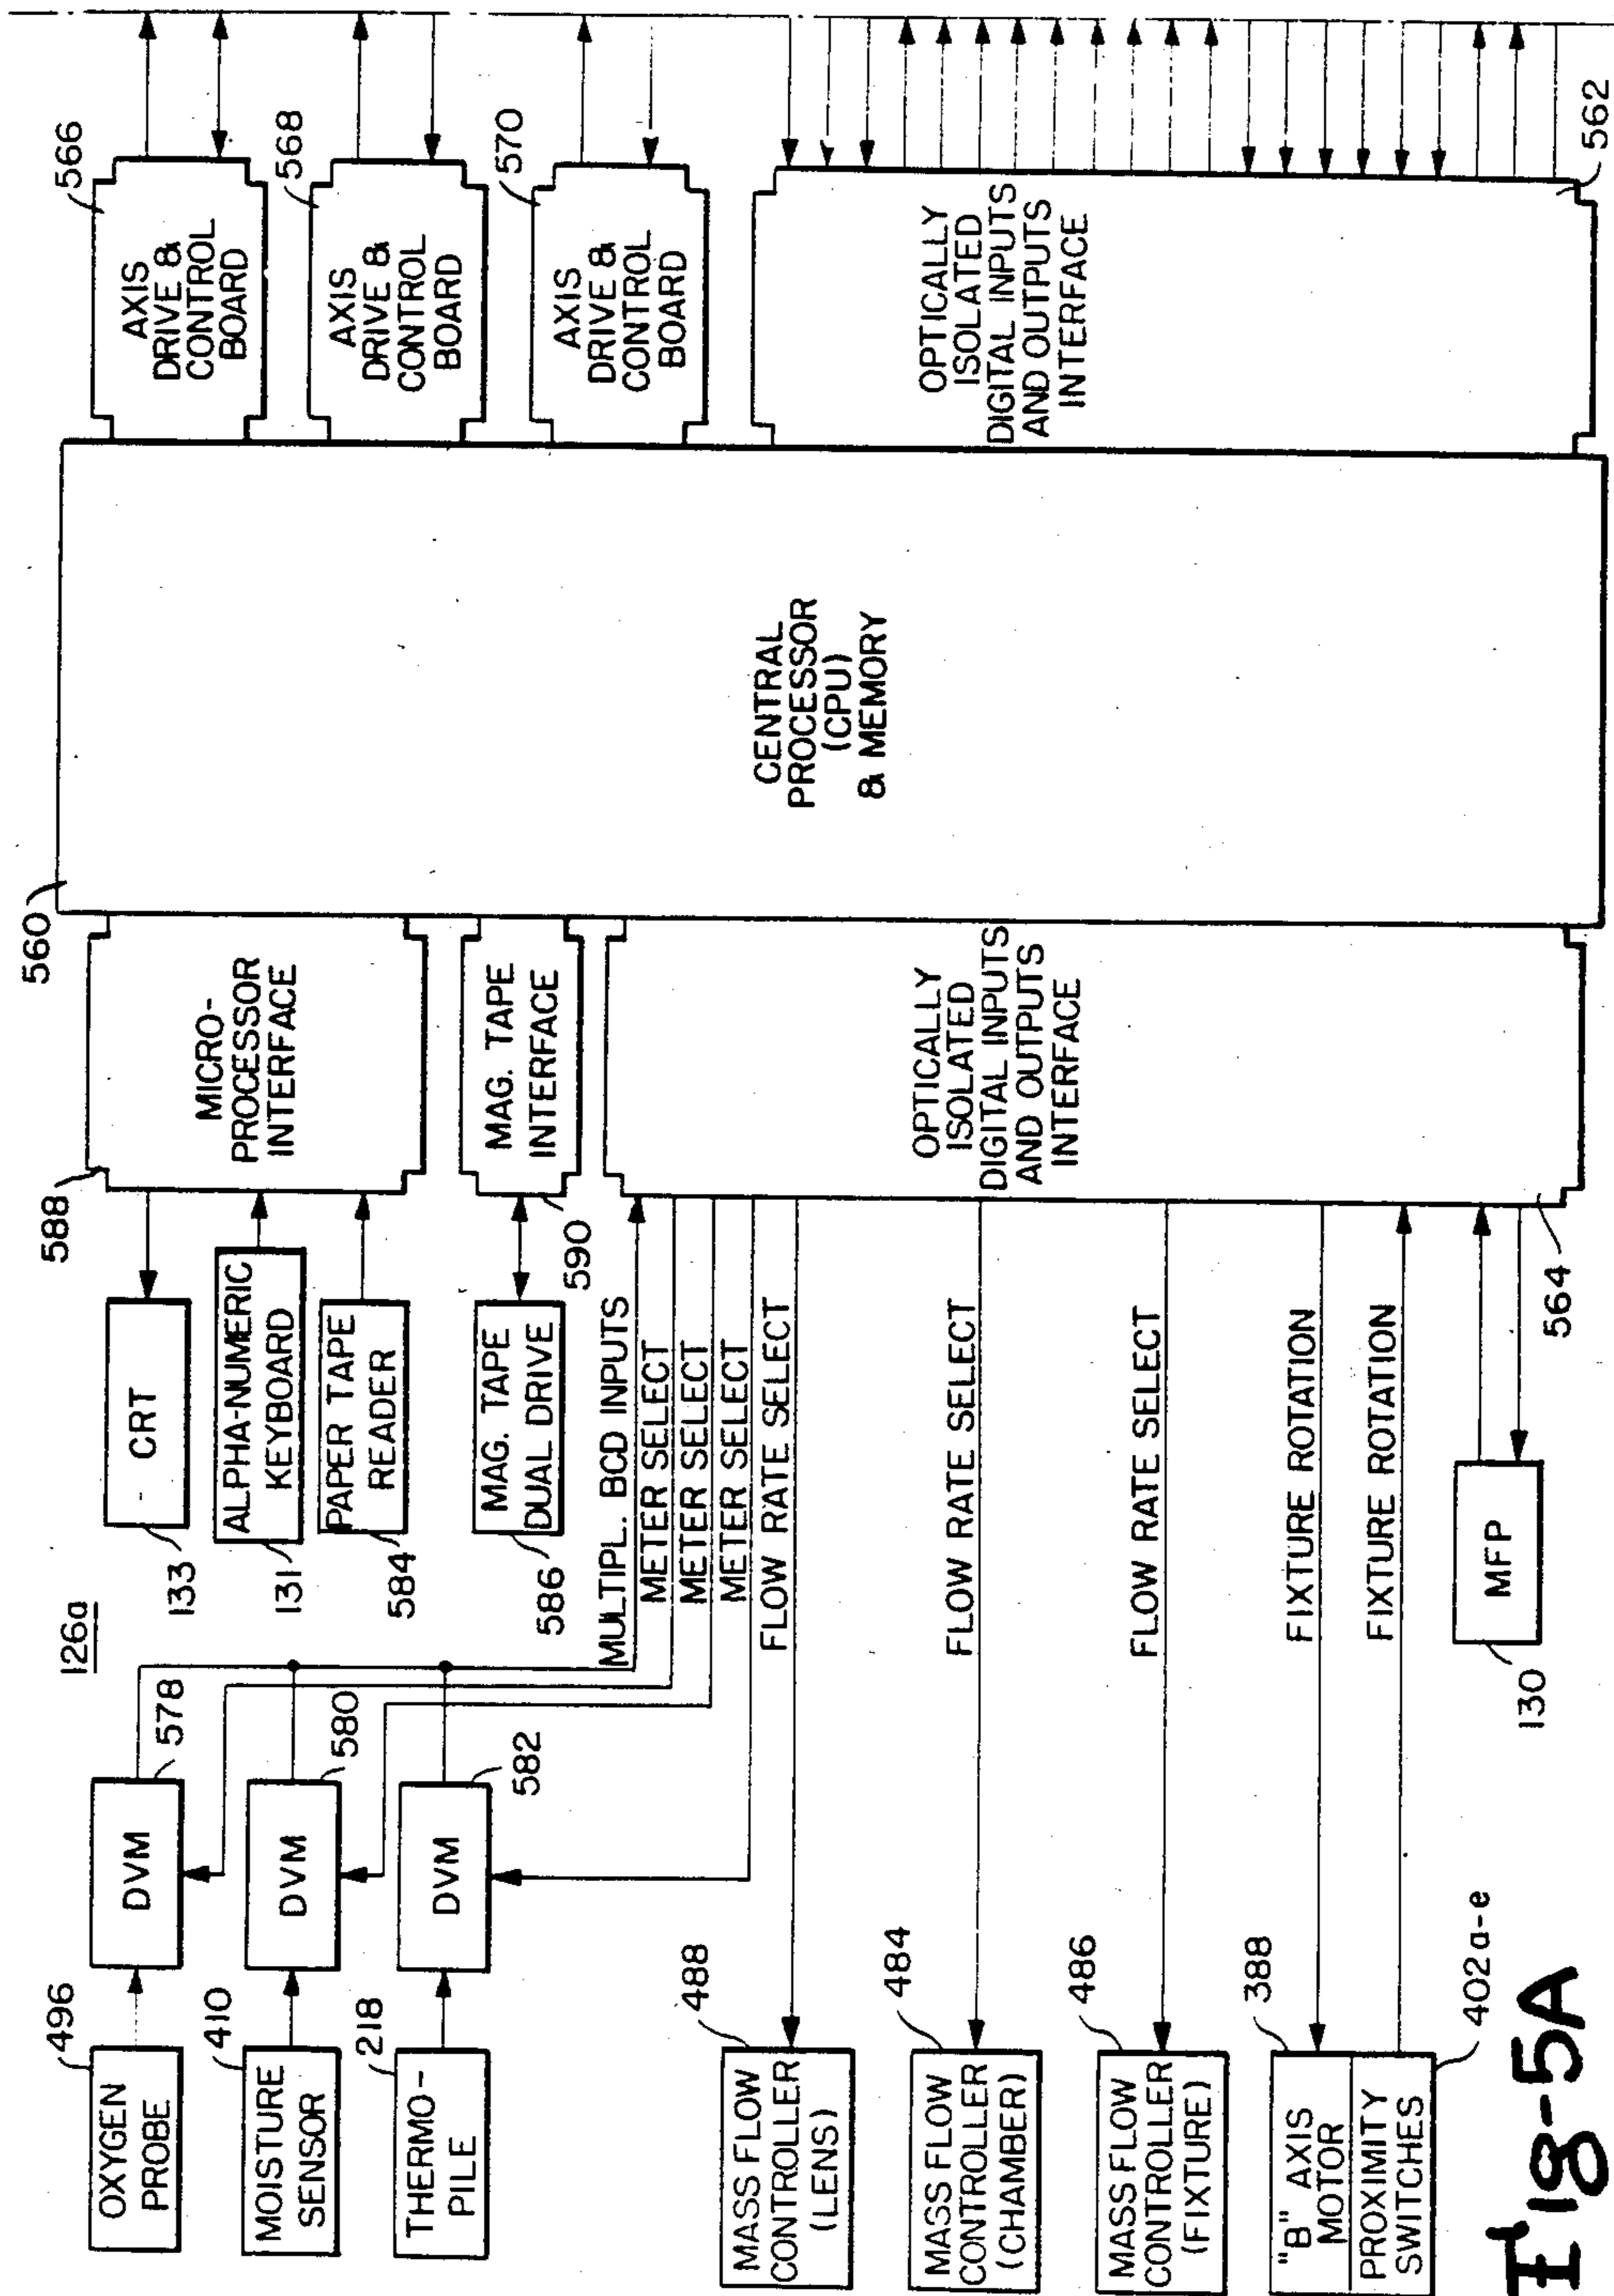 126a
560
588
MICRO-
PROCESSOR
INTERFACE
CRT
133
ALPHA-NUMERIC
KEYBOARD
131
PAPER TAPE
READER
584
MAG. TAPE
DUAL DRIVE
586
MAG. TAPE
INTERFACE
590
OXYGEN
PROBE
496
DVM
578
MOISTURE
SENSOR
410
DVM
580
THERMO-
PILE
218
DVM
582
MULTIPL. BCD INPUTS
METER SELECT
METER SELECT
METER SELECT
FLOW RATE SELECT
MASS FLOW
CONTROLLER
(LENS)
488
FLOW RATE SELECT
MASS FLOW
CONTROLLER
(CHAMBER)
484
FLOW RATE SELECT
MASS FLOW
CONTROLLER
(FIXTURE)
486
FIXTURE ROTATION
"B" AXIS
MOTOR
388
FIXTURE ROTATION
PROXIMITY
SWITCHES
402a-e
MFP
130
OPTICALLY
ISOLATED
DIGITAL INPUTS
AND OUTPUTS
INTERFACE
564
CENTRAL
PROCESSOR
(CPU)
& MEMORY
AXIS
DRIVE &
CONTROL
BOARD
566
AXIS
DRIVE &
CONTROL
BOARD
568
AXIS
DRIVE &
CONTROL
BOARD
570
OPTICALLY
ISOLATED
DIGITAL INPUTS
AND OUTPUTS
INTERFACE
562
Fig-5A